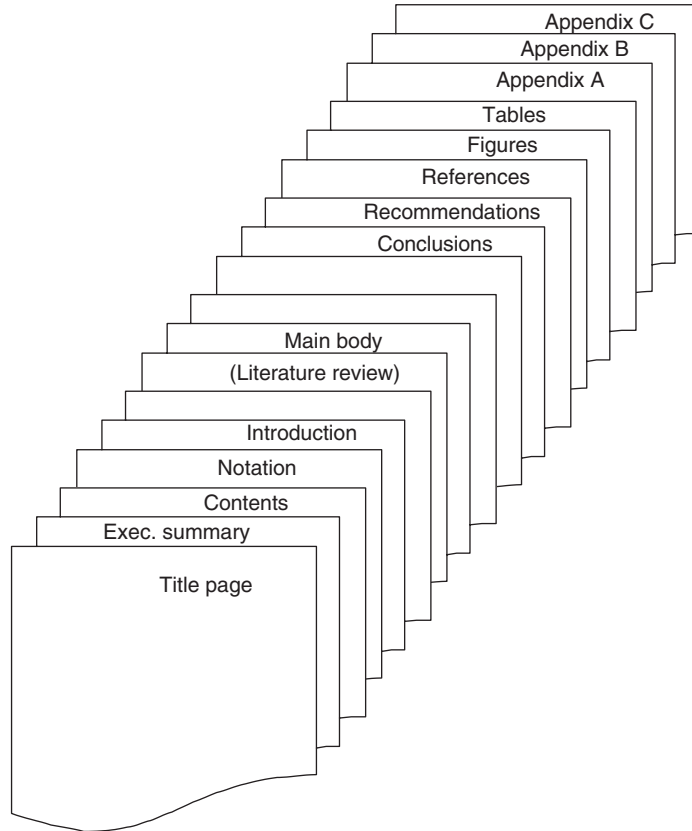 Appendix C
Appendix B
Appendix A
Tables
Figures
References
Recommendations
Conclusions
Main body
(Literature review)
Introduction
Notation
Contents
Exec. summary
Title page